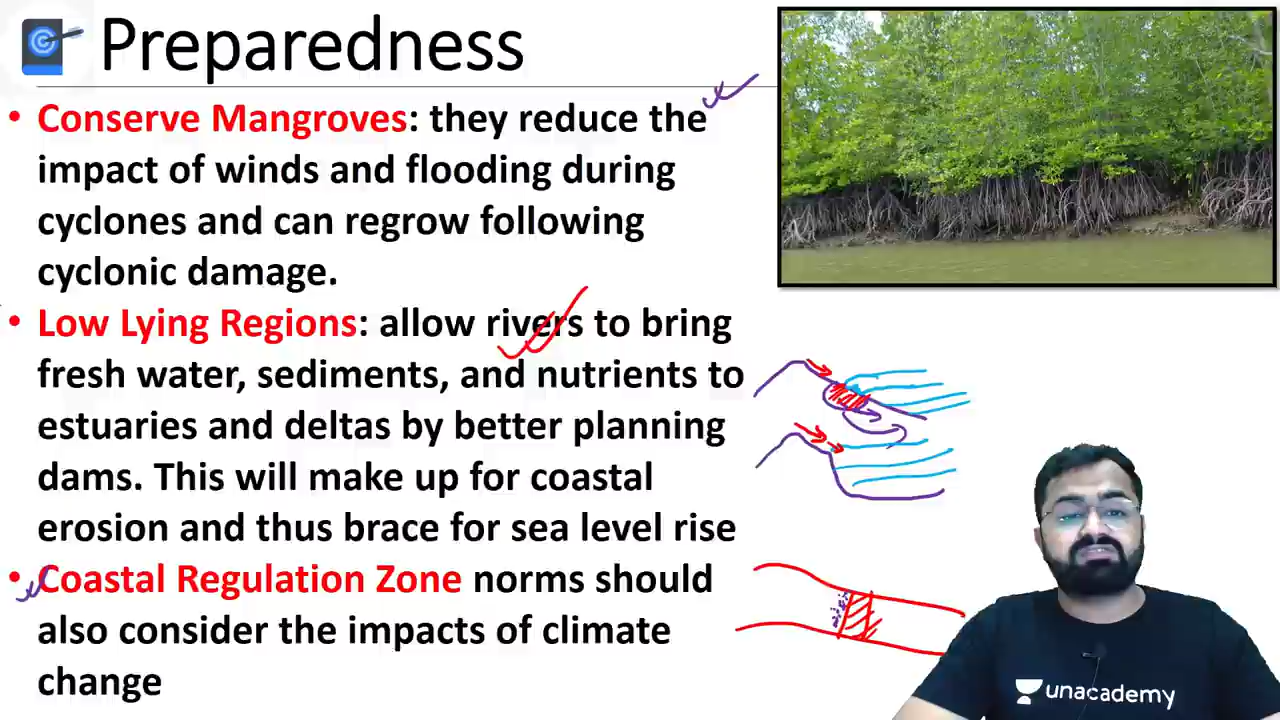 Preparedness
• Conserve Mangroves: they reduce the
impact of winds and flooding during
cyclones and can regrow following
cyclonic damage.
• Low Lying Regions: allow rivers to bring
fresh water, sediments, and nutrients to
estuaries and deltas by better planning
dams. This will make up for coastal
erosion and thus brace for sea level rise
• Coastal Regulation Zone norms should
also consider the impacts of climate
change
unacademy